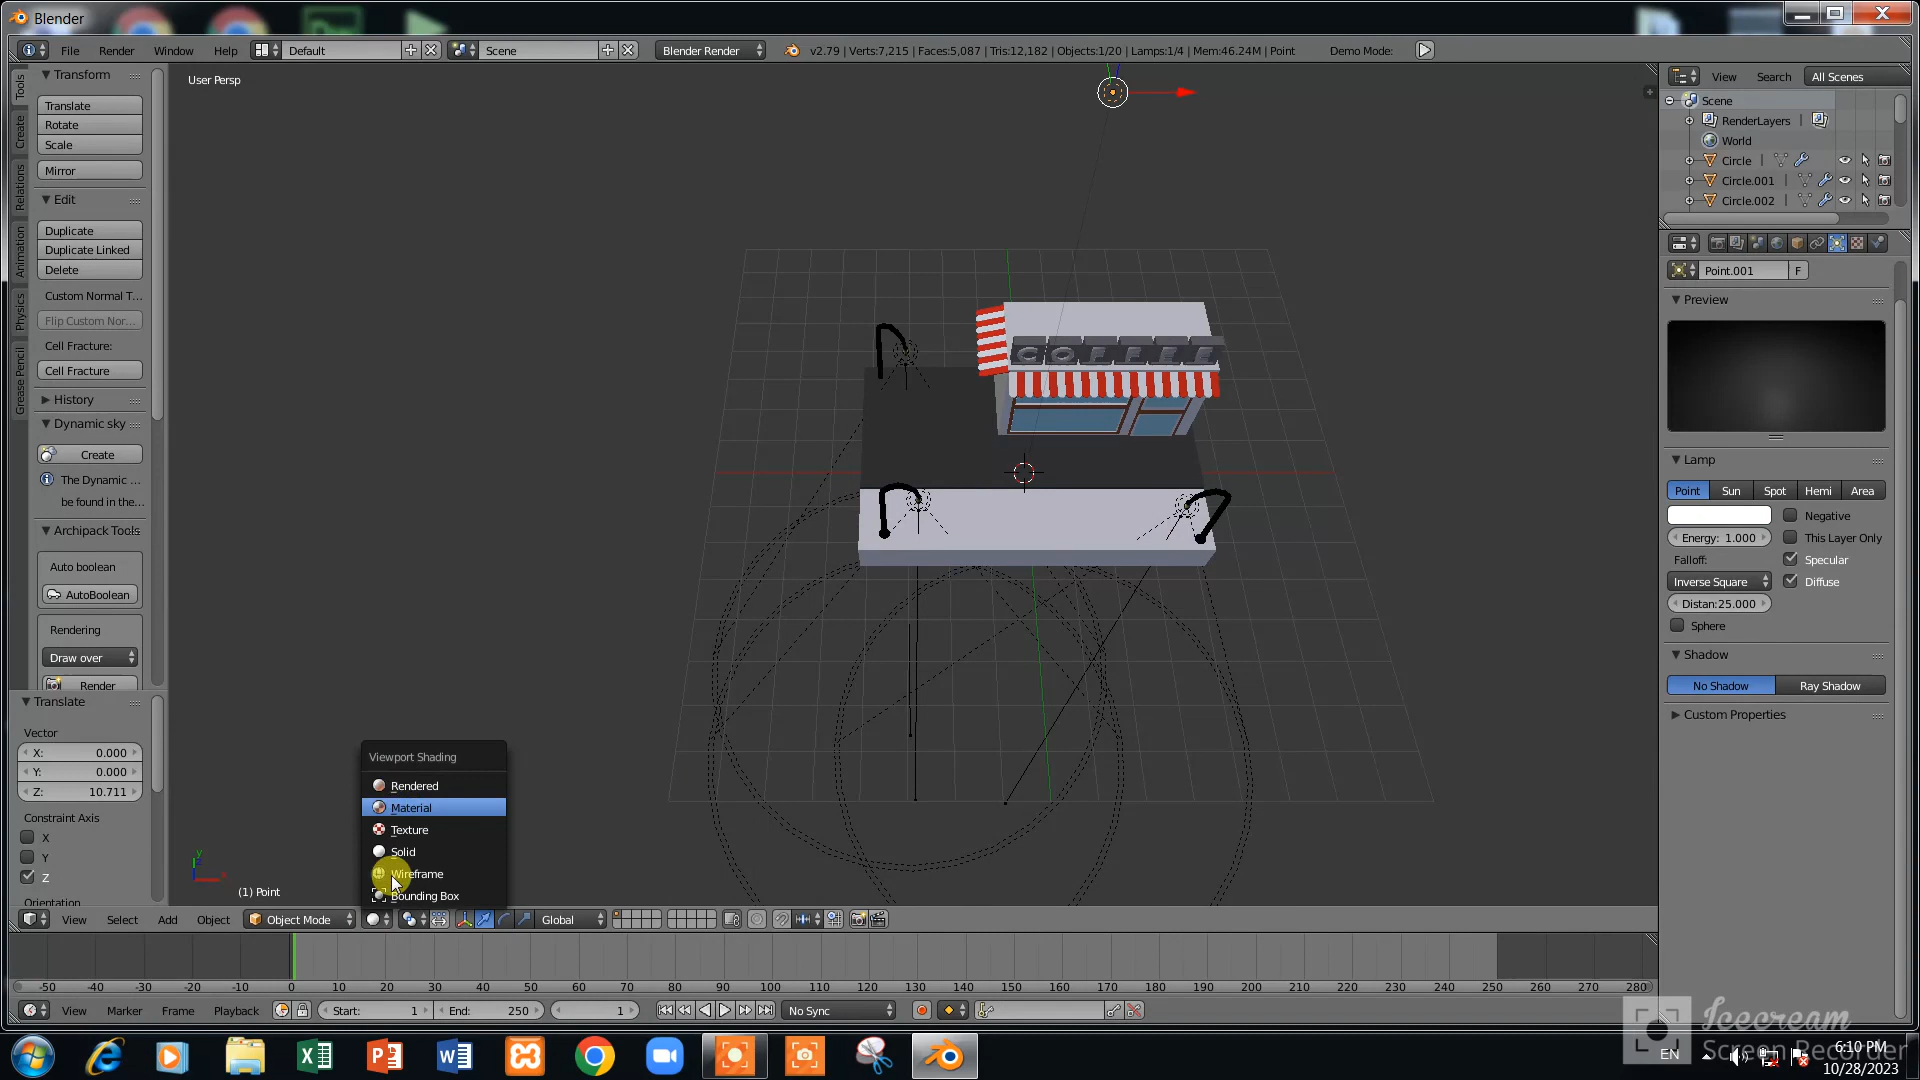 Blender
File Render Window Help Default Scene Blender Render v2.79 | Verts:7,215 | Faces:5,087 | Tris:12,182 | Objects:1/20 | Lamps:1/4 | Mem:46.24M | Point Demo Mode:
Tools
Create
Relations
Animation
Physics
Grease Pencil
Transform
Translate
Rotate
Scale
Mirror
Edit
Duplicate
Duplicate Linked
Delete
Custom Normal T...
Flip Custom Nor...
Cell Fracture:
Cell Fracture
History
Dynamic sky
Create
The Dynamic ...
be found in the...
Archipack Tools
Auto boolean
AutoBoolean
Rendering
Draw over
Render
Translate
Vector
X: 0.000
Y: 0.000
Z: 10.711
Constraint Axis
X
Y
Z
Orientation
User Persp
COFFEE
(1) Point
Viewport Shading
Rendered
Material
Texture
Solid
Wireframe
Bounding Box
View Select Add Object Object Mode Global
-50 -40 -30 -20 -10 0 10 20 30 40 50 60 70 80 90 100 110 120 130 140 150 160 170 180 190 200 210 220 230 240 250 260 270 280
View Marker Frame Playback Start: 1 End: 250 1 No Sync
View Search All Scenes
Scene
RenderLayers |
World
Circle |
Circle.001
Circle.002
Point.001 F
Preview
Lamp
Point Sun Spot Hemi Area
Negative
Energy: 1.000 This Layer Only
Falloff: Specular
Inverse Square Diffuse
Distan:25.000
Sphere
Shadow
No Shadow Ray Shadow
Custom Properties
Icecream
Screen Recorder
EN
6:10 PM
10/28/2023